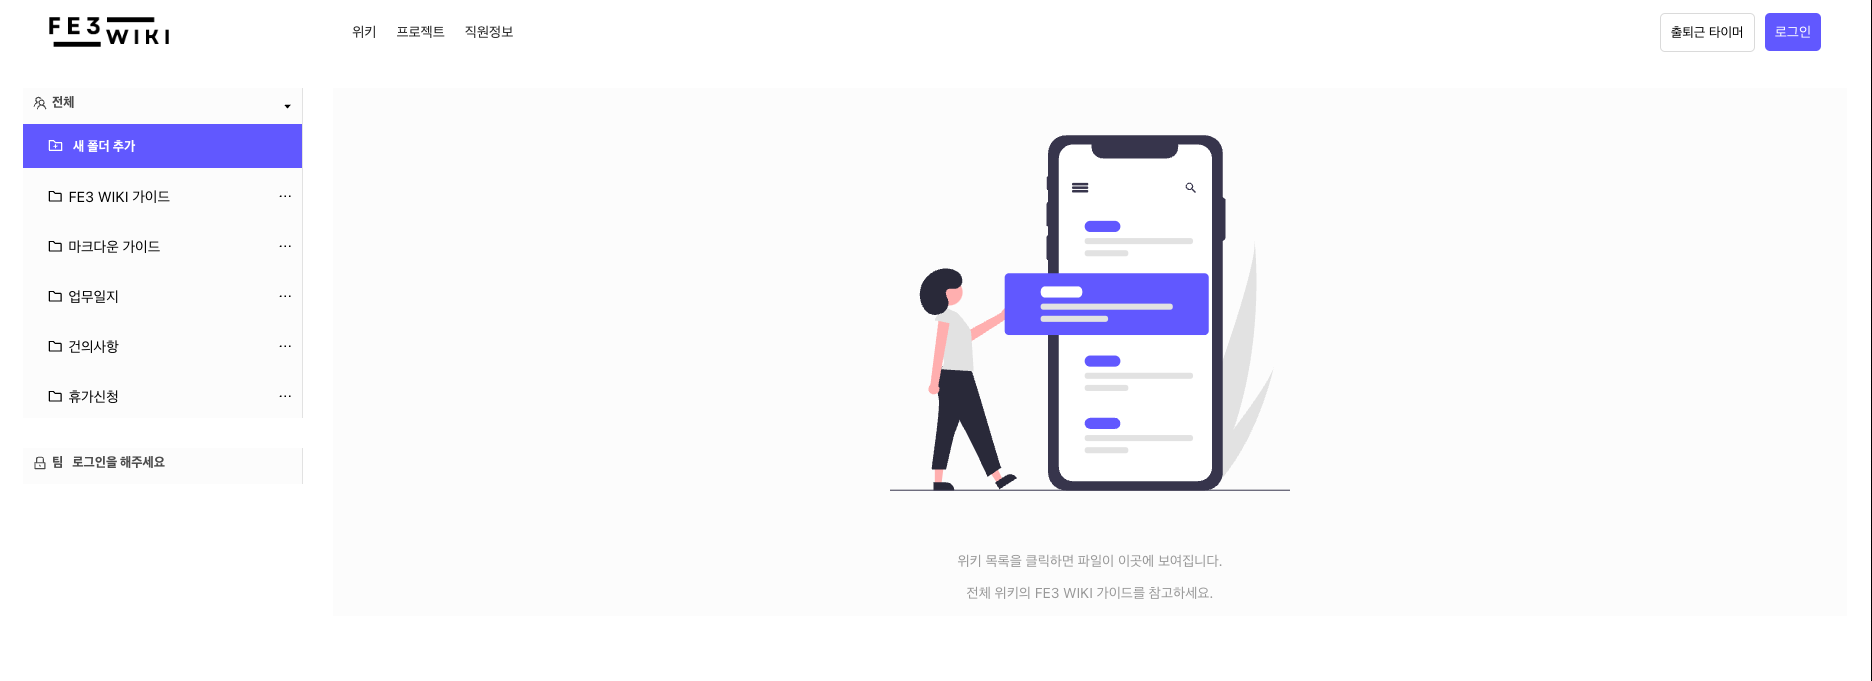 FE3 WIKI
위키 프로젝트 직원정보
출퇴근 타이머 로그인
전체
새 폴더 추가
FE3 WIKI 가이드
마크다운 가이드
업무일지
건의사항
휴가신청
팀 로그인을 해주세요
위키 목록을 클릭하면 파일이 이곳에 보여집니다.
전체 위키의 FE3 WIKI 가이드를 참고하세요.